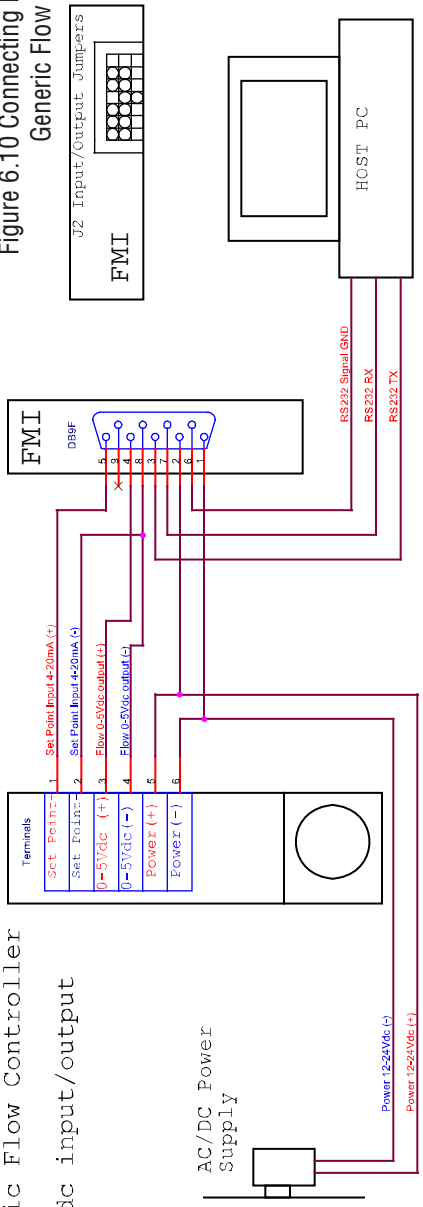 Figure 6.10 Connecting
Generic Flow
J2 Input/Output Jumpers
FMI
HOST PC
FMI
DB9F
5
9
4
8
3
7
2
6
1
RS232 Signal GND
RS232 RX
RS232 TX
Set Point Input 4-20mA (+)
Set Point Input 4-20mA (-)
Flow 0-5Vdc output (+)
Flow 0-5Vdc output (-)
Terminals
Set Point+
Set Point-
0-5Vdc (+)
0-5Vdc (-)
Power (+)
Power (-)
1
2
3
4
5
6
ic Flow Controller
dc input/output
AC/DC Power
Supply
Power 12-24Vdc (-)
Power 12-24Vdc (+)